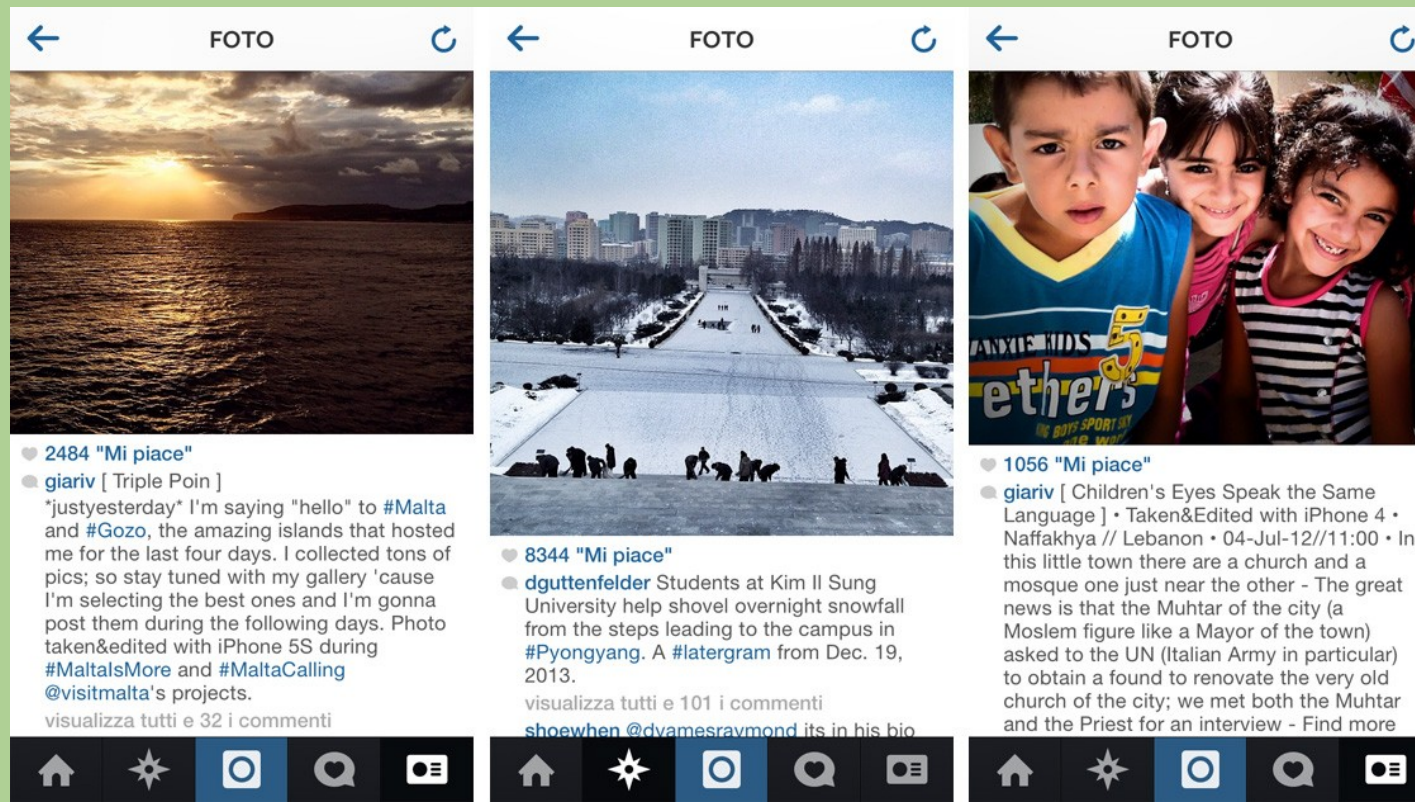 FOTO
2484 "Mi piace"
giariv [ Triple Poin ]
*justyesterday* I'm saying "hello" to #Malta
and #Gozo, the amazing islands that hosted
me for the last four days. I collected tons of
pics; so stay tuned with my gallery 'cause
I'm selecting the best ones and I'm gonna
post them during the following days. Photo
taken&edited with iPhone 5S during
#MaltaIsMore and #MaltaCalling
@visitmalta's projects.
visualizza tutti e 32 i commenti
FOTO
8344 "Mi piace"
dguttenfelder Students at Kim Il Sung
University help shovel overnight snowfall
from the steps leading to the campus in
#Pyongyang. A #latergram from Dec. 19,
2013.
visualizza tutti e 101 i commenti
shoewhen @dyamesraymond its in his bio
FOTO
ANXIE KIDS 5
ethers
BOYS SPORT
1056 "Mi piace"
giariv [ Children's Eyes Speak the Same
Language ] • Taken&Edited with iPhone 4 •
Naffakhya // Lebanon • 04-Jul-12//11:00 • In
this little town there are a church and a
mosque one just near the other - The great
news is that the Muhtar of the city (a
Moslem figure like a Mayor of the town)
asked to the UN (Italian Army in particular)
to obtain a found to renovate the very old
church of the city; we met both the Muhtar
and the Priest for an interview - Find more